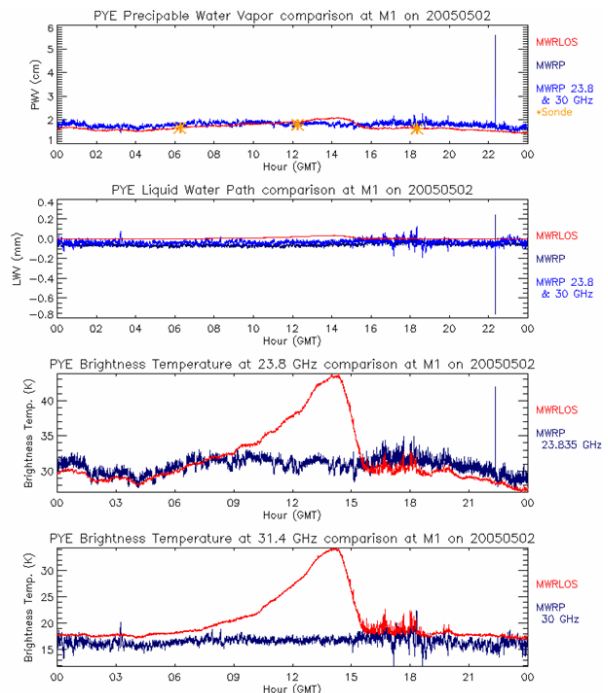 PYE Precipable Water Vapor comparison at M1 on 20050502
6
5
4
3
2
1
PWV (cm)
00 02 04 06 08 10 12 14 16 18 20 22 00
Hour (GMT)
MWRLOS
MWRP
MWRP 23.8
& 30 GHz
*Sonde
PYE Liquid Water Path comparison at M1 on 20050502
0.4
0.2
0.0
−0.2
−0.4
−0.6
−0.8
LWV (mm)
00 02 04 06 08 10 12 14 16 18 20 22 00
Hour (GMT)
MWRLOS
MWRP
MWRP 23.8
& 30 GHz
PYE Brightness Temperature at 23.8 GHz comparison at M1 on 20050502
40
35
30
Brightness Temp. (K)
00 03 06 09 12 15 18 21 00
Hour (GMT)
MWRLOS
MWRP
23.835 GHz
PYE Brightness Temperature at 31.4 GHz comparison at M1 on 20050502
30
25
20
15
Brightness Temp. (K)
00 03 06 09 12 15 18 21 00
Hour (GMT)
MWRLOS
MWRP
30 GHz